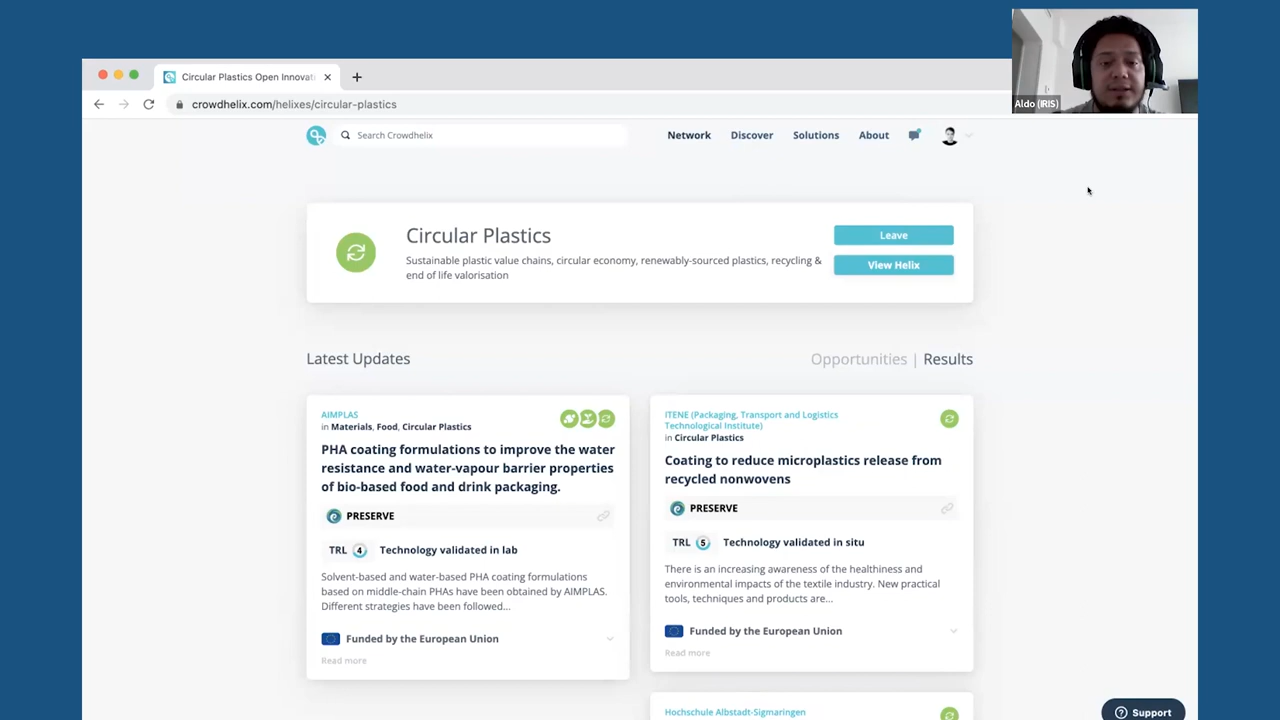 Circular Plastics Open Innovati
crowdhelix.com/helixes/circular-plastics
Aldo (IRIS)
Search Crowdhelix
Network
Discover
Solutions
About
Circular Plastics
Sustainable plastic value chains, circular economy, renewably-sourced plastics, recycling &
end of life valorisation
Leave
View Helix
Latest Updates
Opportunities | Results
AIMPLAS
in Materials, Food, Circular Plastics
PHA coating formulations to improve the water
resistance and water-vapour barrier properties
of bio-based food and drink packaging.
PRESERVE
TRL 4 Technology validated in lab
Solvent-based and water-based PHA coating formulations
based on middle-chain PHAs have been obtained by AIMPLAS.
Different strategies have been followed...
Funded by the European Union
Read more
ITENE (Packaging, Transport and Logistics
Technological Institute)
in Circular Plastics
Coating to reduce microplastics release from
recycled nonwovens
PRESERVE
TRL 5 Technology validated in situ
There is an increasing awareness of the healthiness and
environmental impacts of the textile industry. New practical
tools, techniques and products are...
Funded by the European Union
Read more
Hochschule Albstadt-Sigmaringen
Support